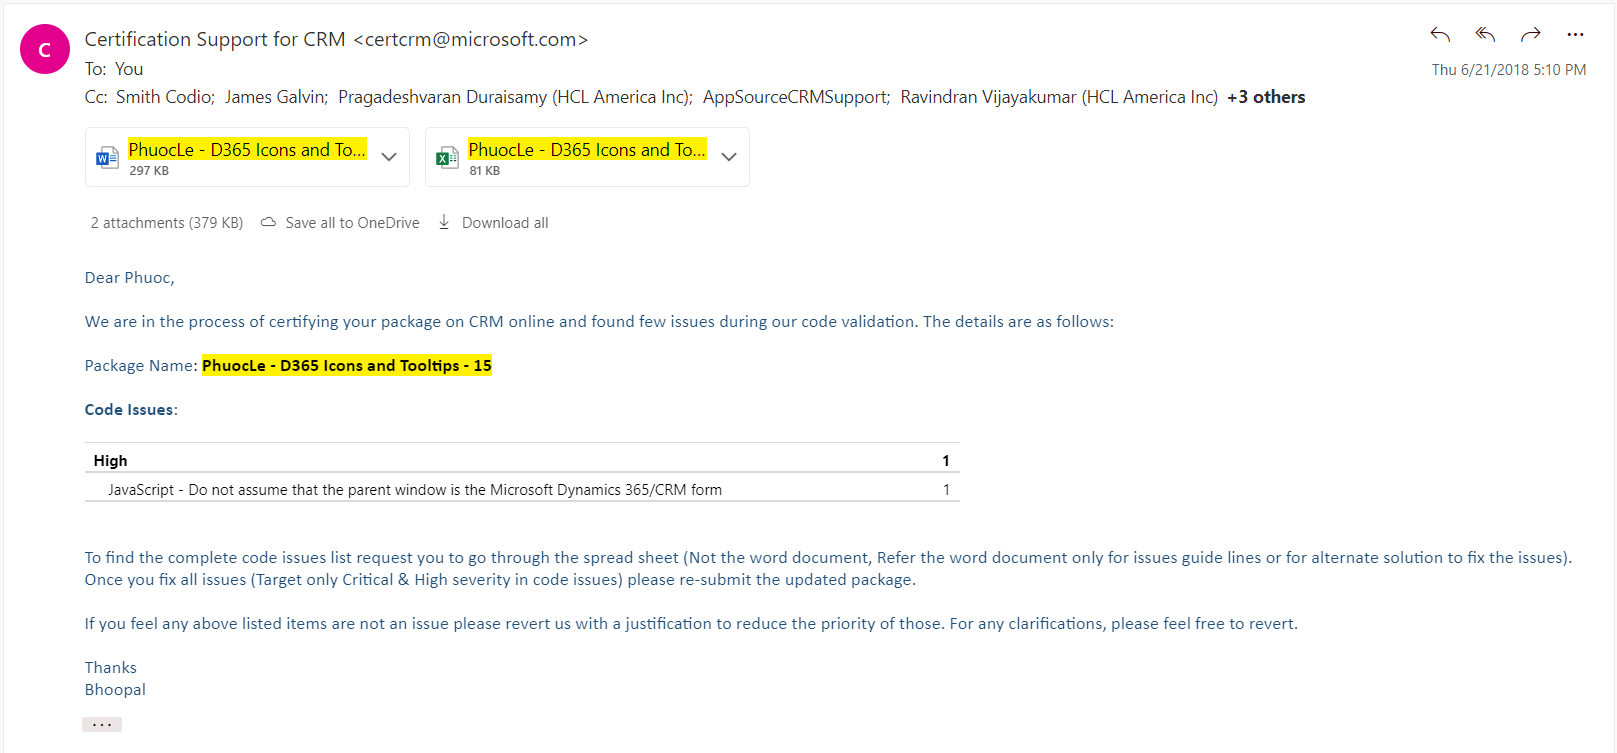 C
Certification Support for CRM <certcrm@microsoft.com>
Thu 6/21/2018 5:10 PM
To: You
Cc: Smith Codio; James Galvin; Pragadeshvaran Duraisamy (HCL America Inc); AppSourceCRMSupport; Ravindran Vijayakumar (HCL America Inc) +3 others
PhuocLe - D365 Icons and To...
297 KB
PhuocLe - D365 Icons and To...
81 KB
2 attachments (379 KB) Save all to OneDrive Download all
Dear Phuoc,
We are in the process of certifying your package on CRM online and found few issues during our code validation. The details are as follows:
Package Name: PhuocLe - D365 Icons and Tooltips - 15
Code Issues:
High 1
JavaScript - Do not assume that the parent window is the Microsoft Dynamics 365/CRM form 1
To find the complete code issues list request you to go through the spread sheet (Not the word document, Refer the word document only for issues guide lines or for alternate solution to fix the issues).
Once you fix all issues (Target only Critical & High severity in code issues) please re-submit the updated package.
If you feel any above listed items are not an issue please revert us with a justification to reduce the priority of those. For any clarifications, please feel free to revert.
Thanks
Bhoopal